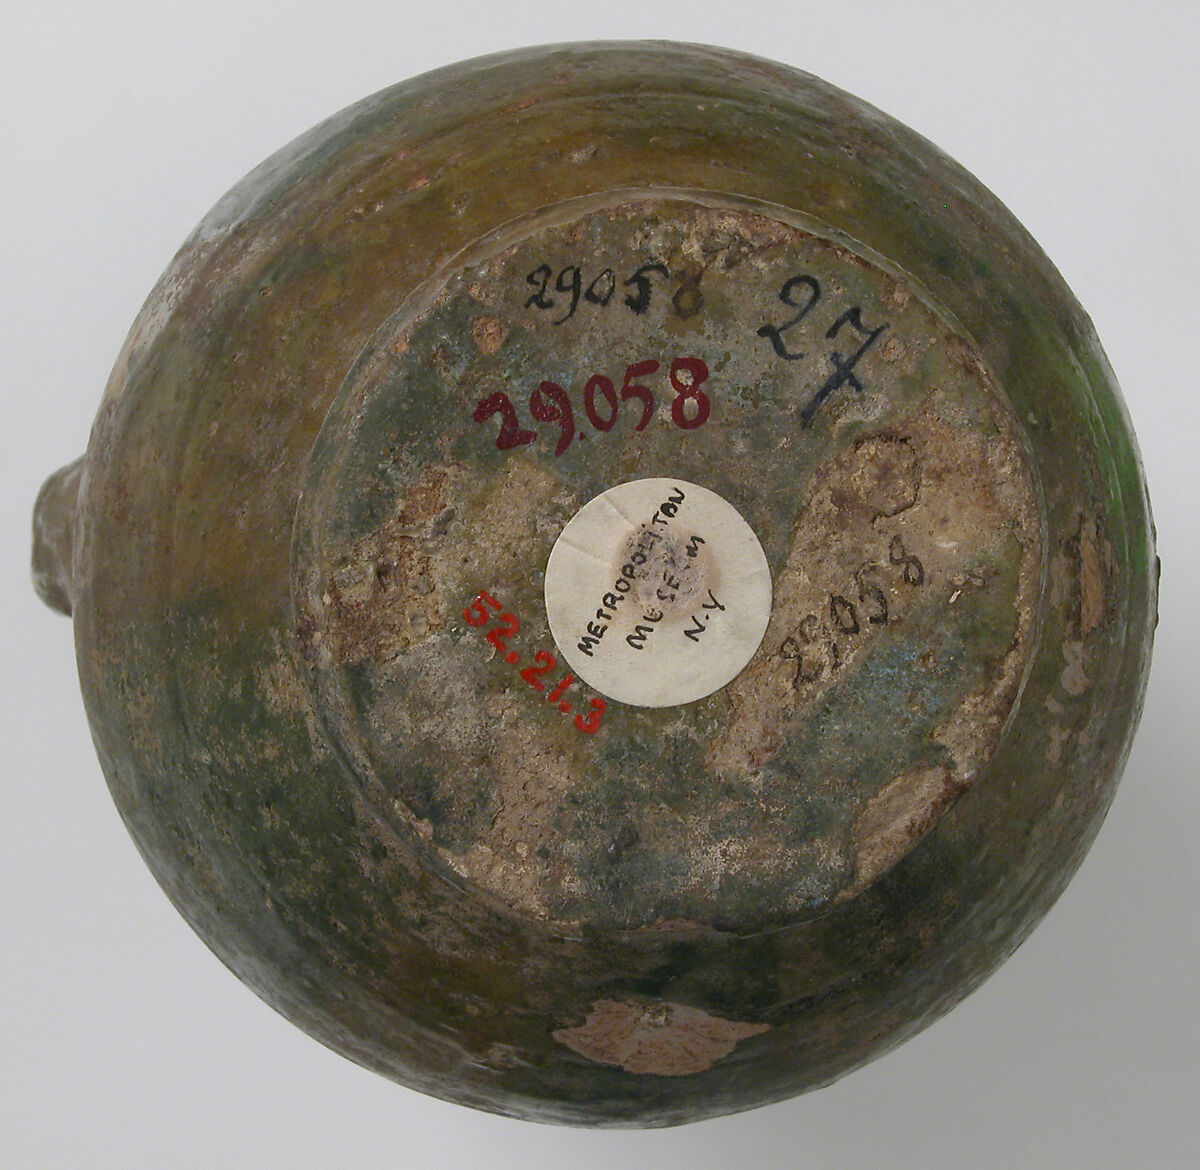 29058
27
29.058
METROPOLITAN
MUSEUM
N.Y
29058
52.21.3